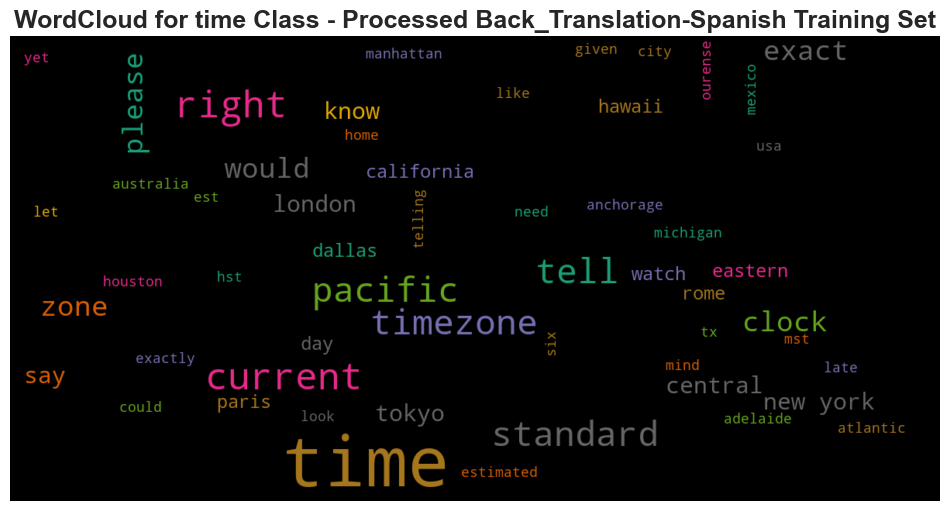 WordCloud for time Class - Processed Back_Translation-Spanish Training Set
yet
please
right
manhattan
know
home
given
city
like
hawaii
ourense
mexico
exact
usa
would
california
australia
est
let
london
telling
need
anchorage
michigan
dallas
houston
hst
pacific
tell
watch
eastern
rome
zone
timezone
clock
tx
mst
day
six
exactly
say
current
mind
late
central
new york
could
paris
look
tokyo
adelaide
atlantic
standard
time
estimated